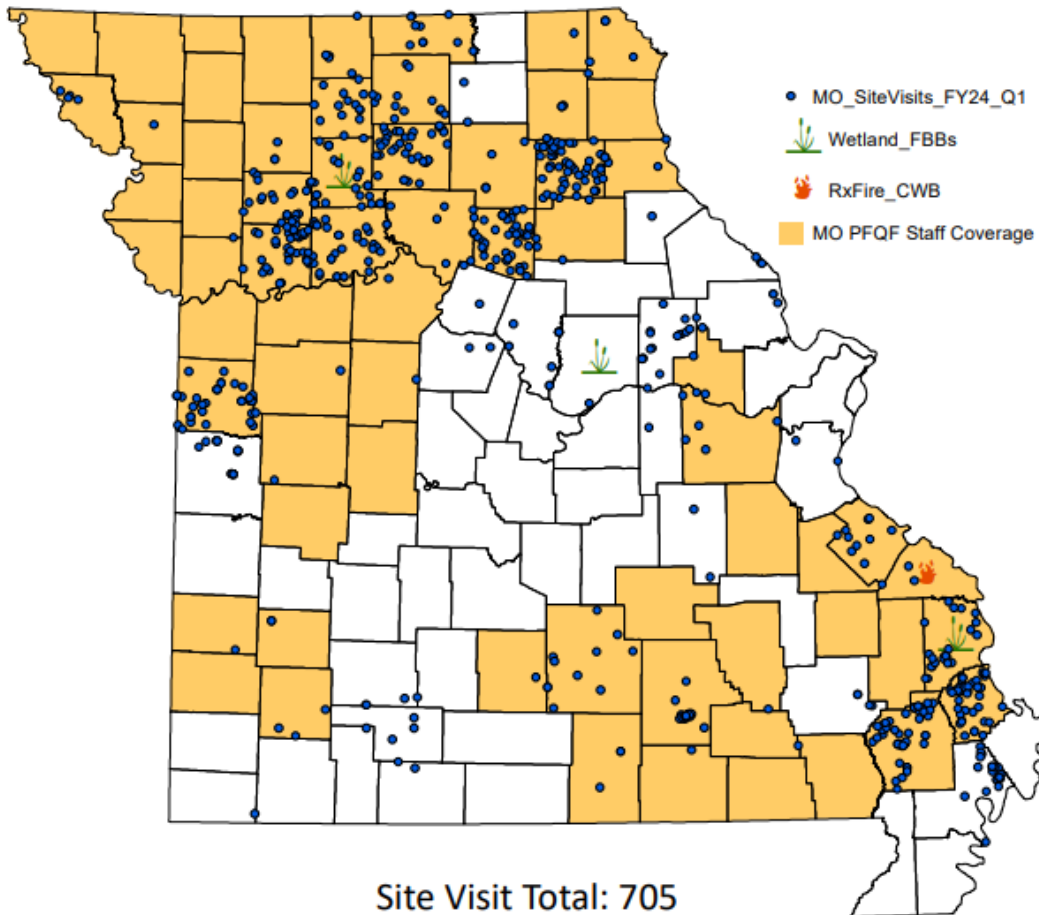 MO_SiteVisits_FY24_Q1
Wetland_FBBs
RxFire_CWB
MO PFQF Staff Coverage
Site Visit Total: 705